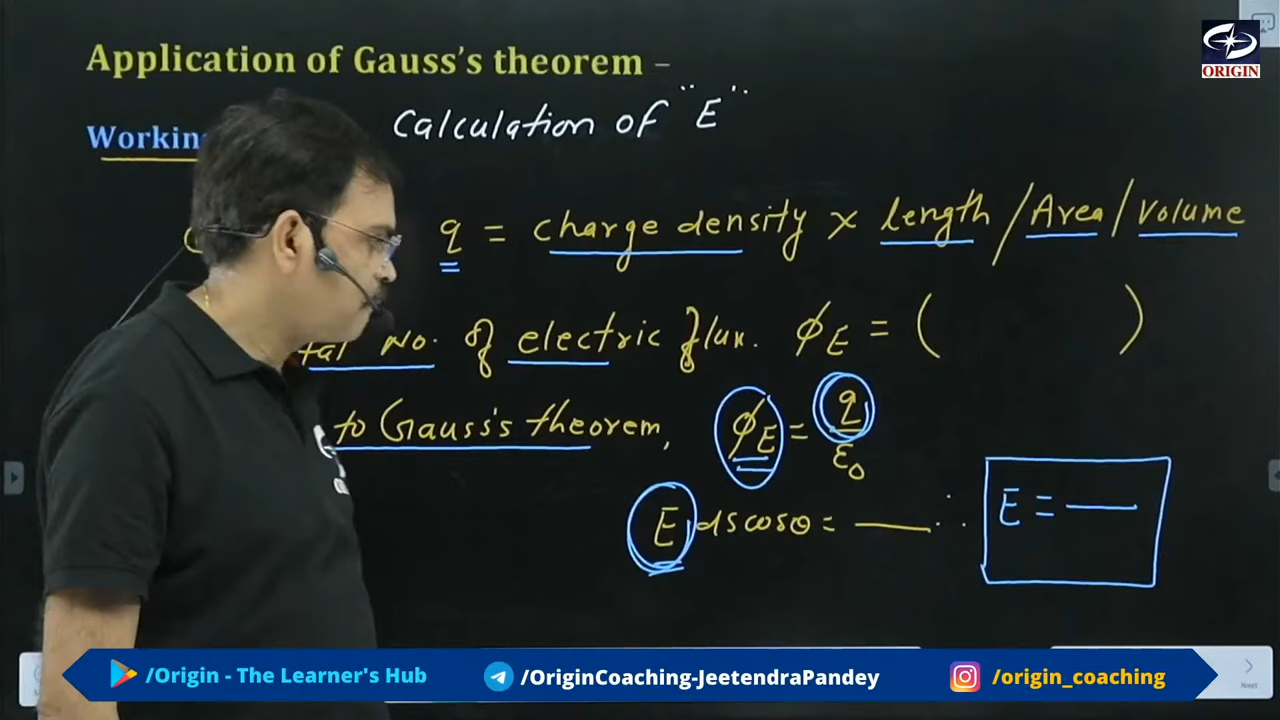 Application of Gauss's theorem –
ORIGIN
Calculation of "E"
q = charge density × length / Area / Volume
No. of electric flux. ϕE = ( )
to Gauss's theorem, ϕE = q/ε0
E ds cosθ = —— ∴ E = ——
/Origin - The Learner's Hub
/OriginCoaching-JeetendraPandey
/origin_coaching
Next